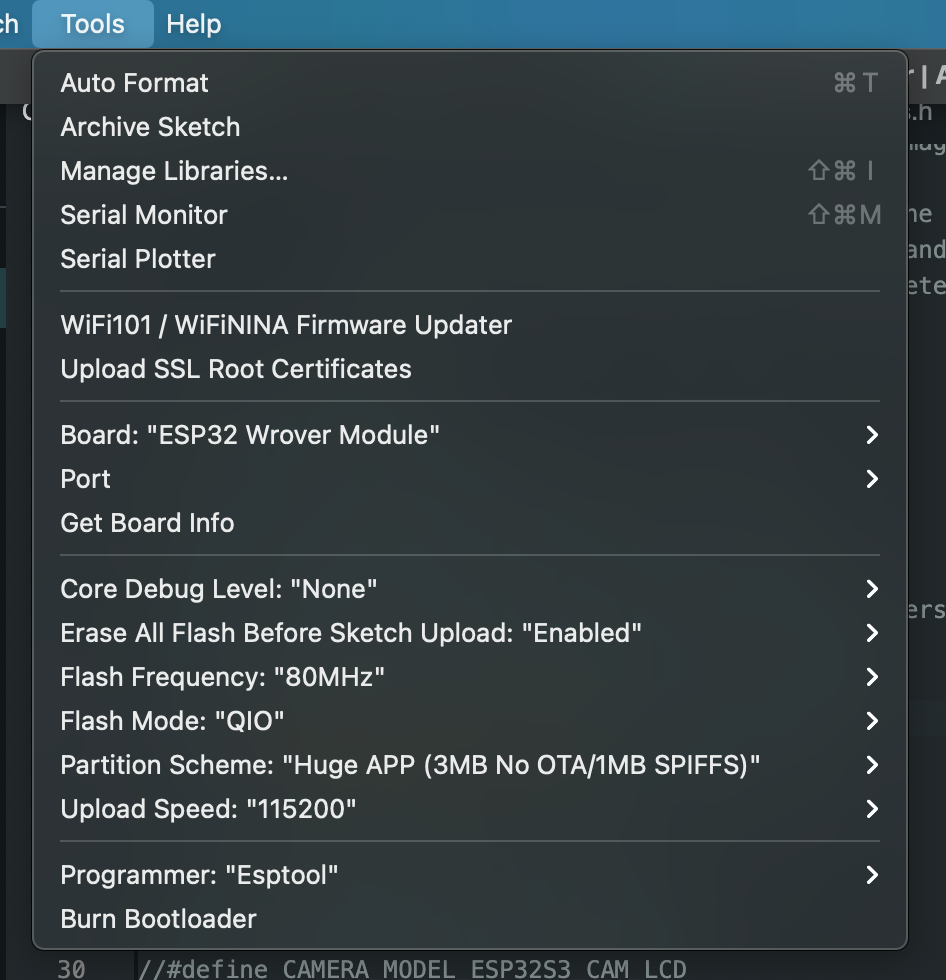 ch Tools Help
Auto Format ⌘ T
Archive Sketch
Manage Libraries... ⇧⌘ I
Serial Monitor ⇧⌘M
Serial Plotter
WiFi101 / WiFiNINA Firmware Updater
Upload SSL Root Certificates
Board: "ESP32 Wrover Module"
Port
Get Board Info
Core Debug Level: "None"
Erase All Flash Before Sketch Upload: "Enabled"
Flash Frequency: "80MHz"
Flash Mode: "QIO"
Partition Scheme: "Huge APP (3MB No OTA/1MB SPIFFS)"
Upload Speed: "115200"
Programmer: "Esptool"
Burn Bootloader
30 //#define CAMERA_MODEL_ESP32S3_CAM_LCD